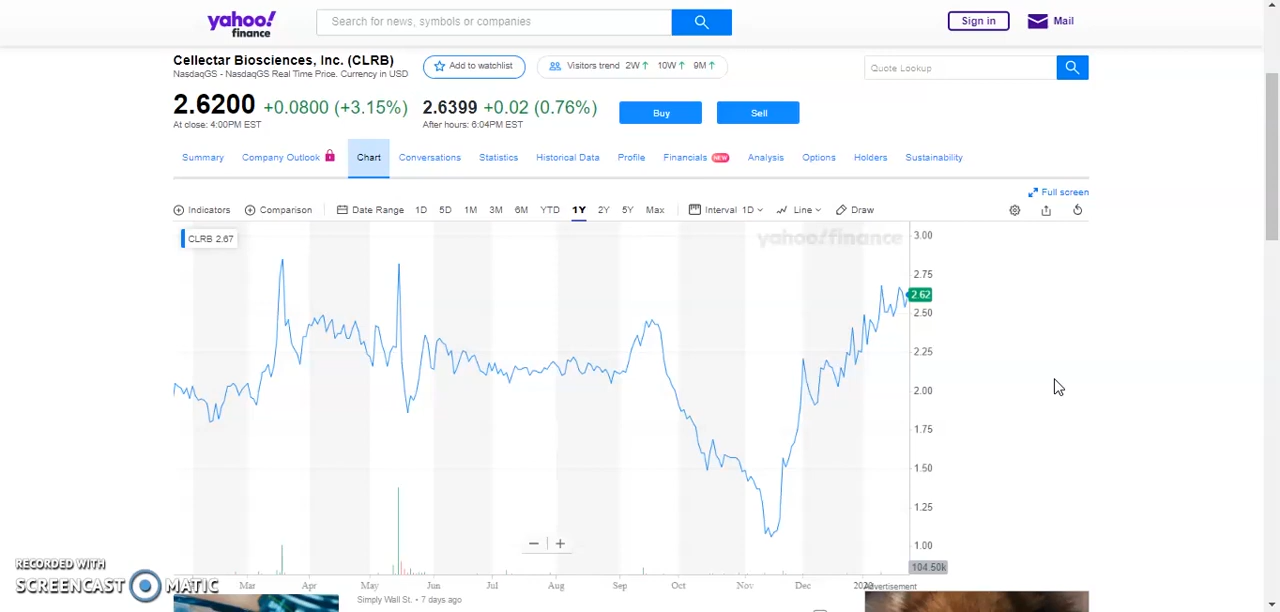 yahoo!
finance
Search for news, symbols or companies
Sign in
Mail
Cellectar Biosciences, Inc. (CLRB)
NasdaqGS - NasdaqGS Real Time Price. Currency in USD
Add to watchlist
Visitors trend 2W↑ 10W↑ 9M↑
Quote Lookup
2.6200 +0.0800 (+3.15%)
At close: 4:00PM EST
2.6399 +0.02 (0.76%)
After hours: 6:04PM EST
Buy
Sell
Summary Company Outlook Chart Conversations Statistics Historical Data Profile Financials NEW Analysis Options Holders Sustainability
Full screen
Indicators Comparison Date Range 1D 5D 1M 3M 6M YTD 1Y 2Y 5Y Max Interval 1D Line Draw
CLRB 2.67
yahoo!finance
3.00
2.75
2.62
2.50
2.25
2.00
1.75
1.50
1.25
1.00
104.50k
Mar Apr May Jun Jul Aug Sep Oct Nov Dec
Advertisement
Simply Wall St. • 7 days ago
RECORDED WITH
SCREENCAST MATIC